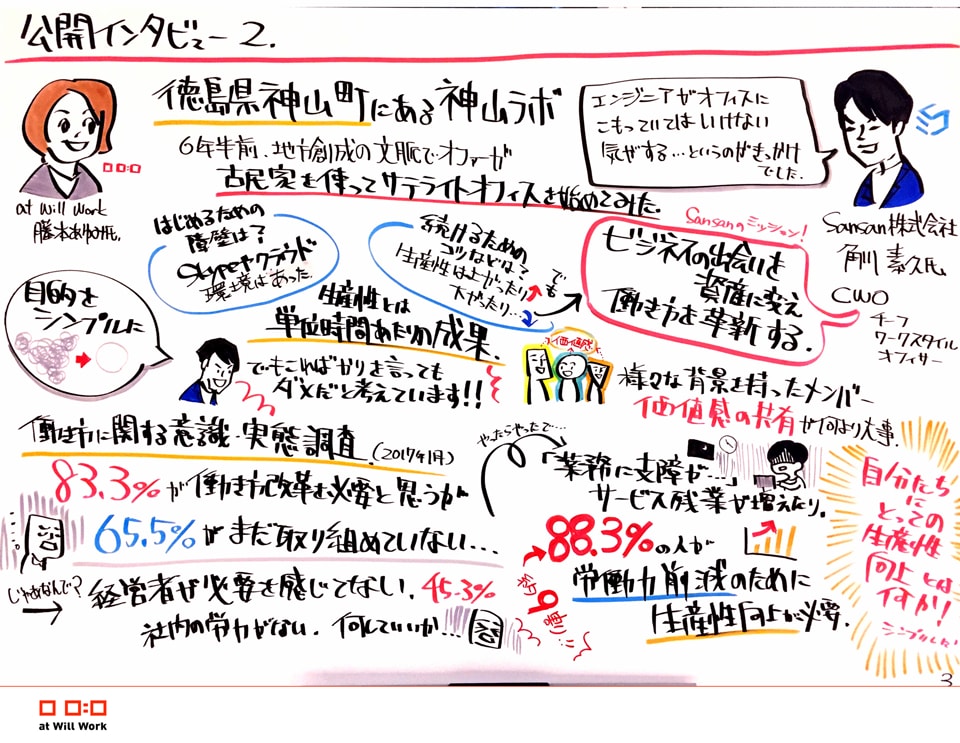 公開インタビュー2.
徳島県神山町にある神山ラボ
6年半前、地方創成の文脈でオファーが
古民家を使ってサテライトオフィスを始めてみた。
エンジニアがオフィスに
こもっていてはいけない
気がする…というのがきっかけ
でした。
at Will Work
藤本あゆみ氏
Sansan株式会社
角川素久氏
CWO
チーフ
ワークスタイル
オフィサー
はじめるための
障壁は?
Skypeやクラウド
環境はあった。
続けるための
コツなどは?
生産性は上がったり
下がったり…
でも
Sansanのミッション!
ビジネスの出会いを
資産に変え
働き方を革新する.
目的を
シンプルに
生産性とは
単位時間あたりの成果.
でもこればかりを言っても
ダメだと考えています!!
価値感
様々な背景を持ったメンバー
価値感の共有が何より大事.
働き方に関する意識・実態調査.(2017年1月)
83.3%が働き方改革を必要と思うが
65.5%がまだ取り組めていない…
じゃあなんで?
経営者が必要を感じてない.45.3%
社内の労力がない.何していいか…
やったらやったで…
「業務に支障が…」
サービス残業が増えたり。
88.3%の人が
約9割!!
労働力削減のために
生産性向上が必要.
自分たち
にとっての
生産性
向上とは
何か!
シンプルに!
3
at Will Work